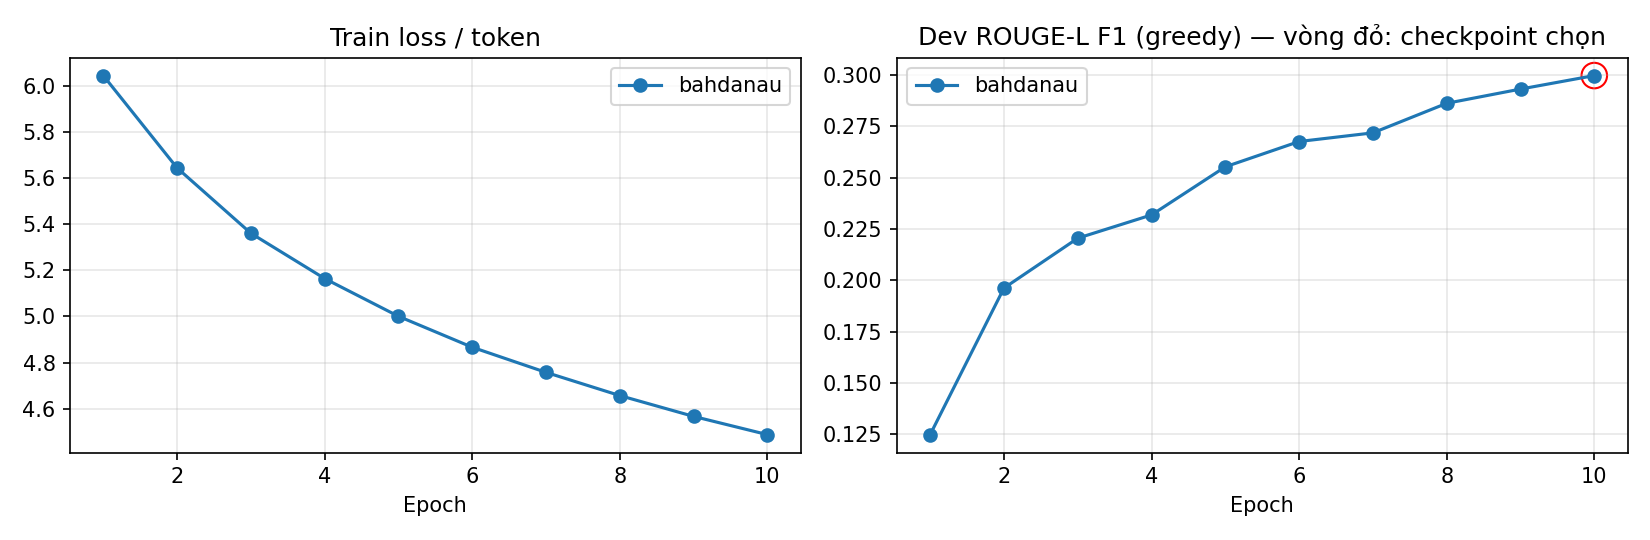 Train loss / token
bahdanau
6.0
5.8
5.6
5.4
5.2
5.0
4.8
4.6
2 4 6 8 10
Epoch
Dev ROUGE-L F1 (greedy) — vòng đỏ: checkpoint chọn
bahdanau
0.300
0.275
0.250
0.225
0.200
0.175
0.150
0.125
2 4 6 8 10
Epoch